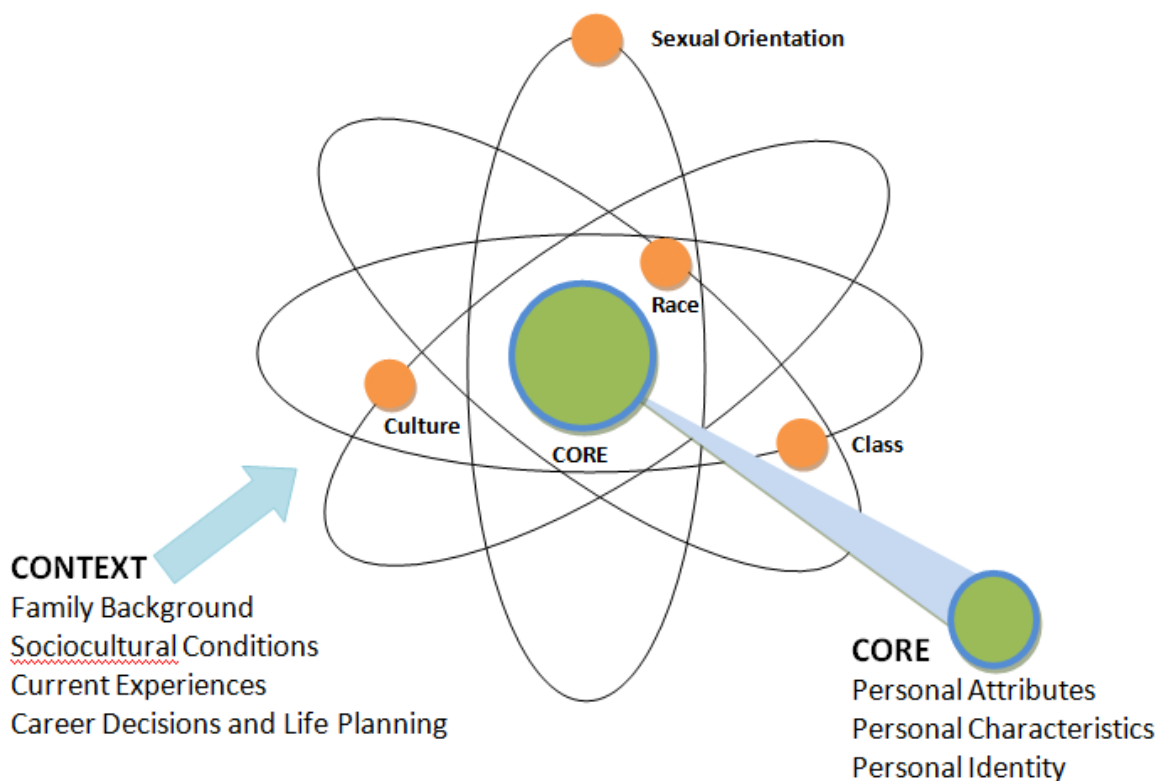 Sexual Orientation
Race
Culture
Class
CORE
CONTEXT
Family Background
Sociocultural Conditions
Current Experiences
Career Decisions and Life Planning
CORE
Personal Attributes
Personal Characteristics
Personal Identity